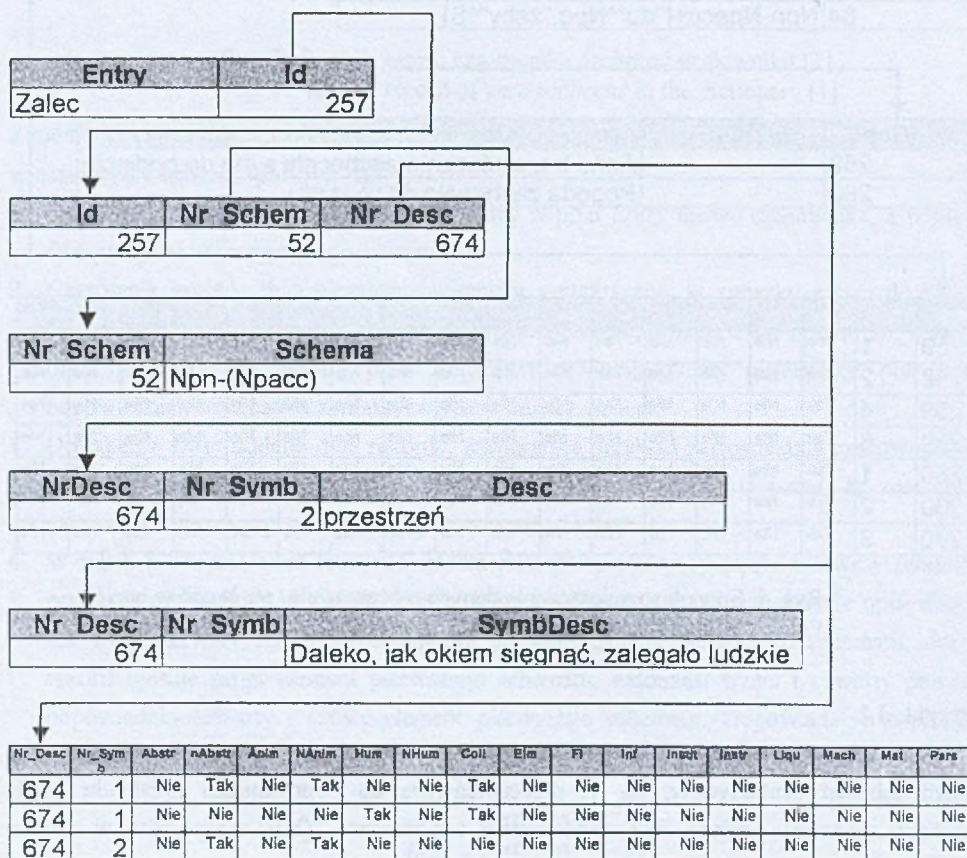 Entry Id
Zalec 257
Id Nr Schem Nr Desc
257 52 674
Nr Schem Schema
52 Npn-(Npacc)
NrDesc Nr Symb Desc
674 2 przestrzeń
Nr Desc Nr Symb SymbDesc
674 Daleko, jak okiem sięgnąć, zalegało ludzkie
Nr_Desc Nr_Symb Abstr nAbstr Anim NAnim Hum NHum Coll Elm Fl Inf Insct Instr Liqu Mach Mat Pars
674 1 Nie Tak Nie Tak Nie Nie Tak Nie Nie Nie Nie Nie Nie Nie Nie Nie
674 1 Nie Nie Nie Nie Tak Nie Tak Nie Nie Nie Nie Nie Nie Nie Nie Nie
674 2 Nie Tak Nie Tak Nie Nie Nie Nie Nie Nie Nie Nie Nie Nie Nie Nie